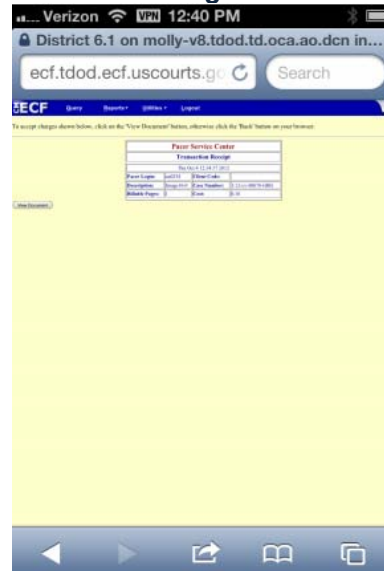 Verizon VPN 12:40 PM
District 6.1 on molly-v8.tdod.td.oca.ao.dcn in...
ecf.tdod.ecf.uscourts.go Search
ECF Query Reports Utilities Logout
To accept charges shown below, click on the 'View Document' button, otherwise click the 'Back' button on your browser.
Pacer Service Center
Transaction Receipt
Pacer Login: Client Code:
Description: Case Number:
Billable Pages: Cost:
View Document